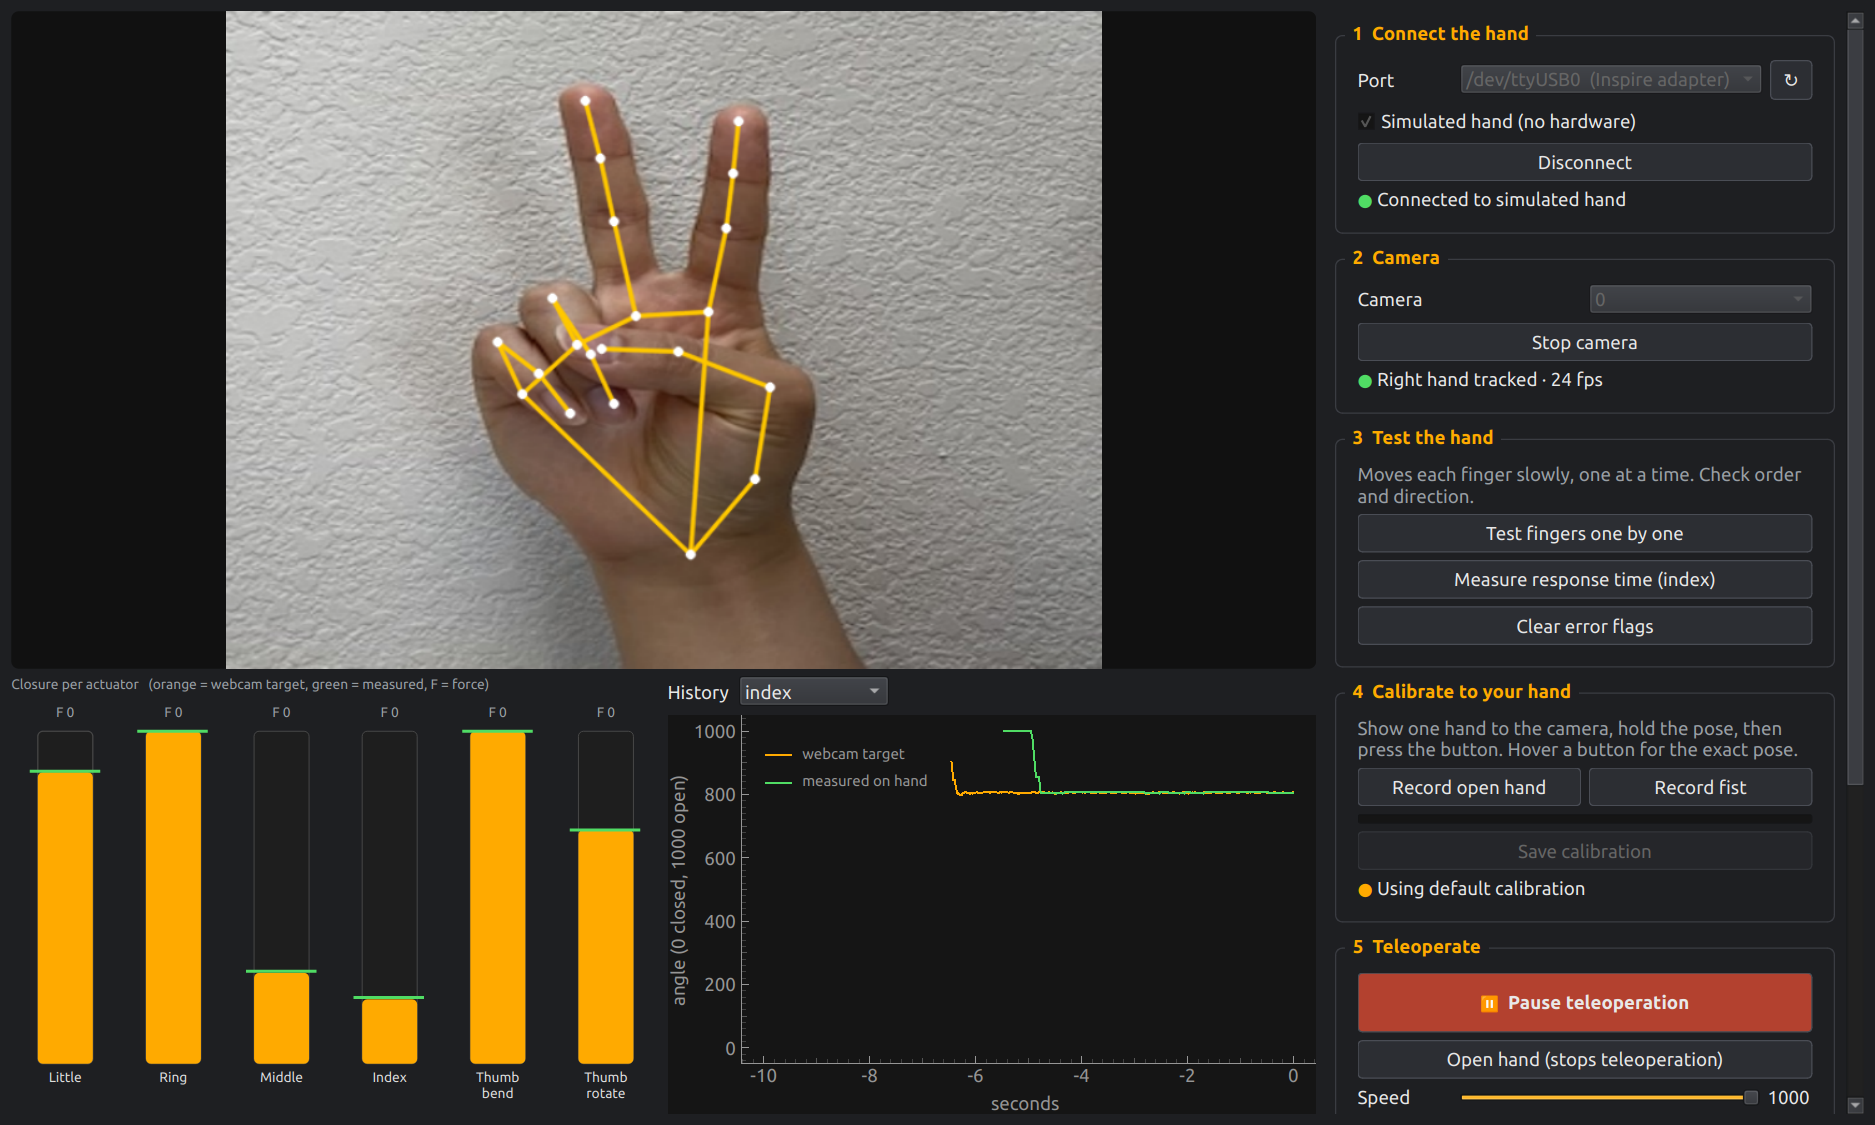 1 Connect the hand
Port /dev/ttyUSB0 (Inspire adapter) ↻
✓ Simulated hand (no hardware)
Disconnect
Connected to simulated hand
2 Camera
Camera 0
Stop camera
Right hand tracked · 24 fps
3 Test the hand
Moves each finger slowly, one at a time. Check order
and direction.
Test fingers one by one
Measure response time (index)
Clear error flags
4 Calibrate to your hand
Show one hand to the camera, hold the pose, then
press the button. Hover a button for the exact pose.
Record open hand Record fist
Save calibration
Using default calibration
5 Teleoperate
⏸ Pause teleoperation
Open hand (stops teleoperation)
Speed 1000
Closure per actuator (orange = webcam target, green = measured, F = force)
F 0 F 0 F 0 F 0 F 0 F 0
Little Ring Middle Index Thumb bend Thumb rotate
History index
webcam target
measured on hand
angle (0 closed, 1000 open)
1000
800
600
400
200
0
-10 -8 -6 -4 -2 0
seconds